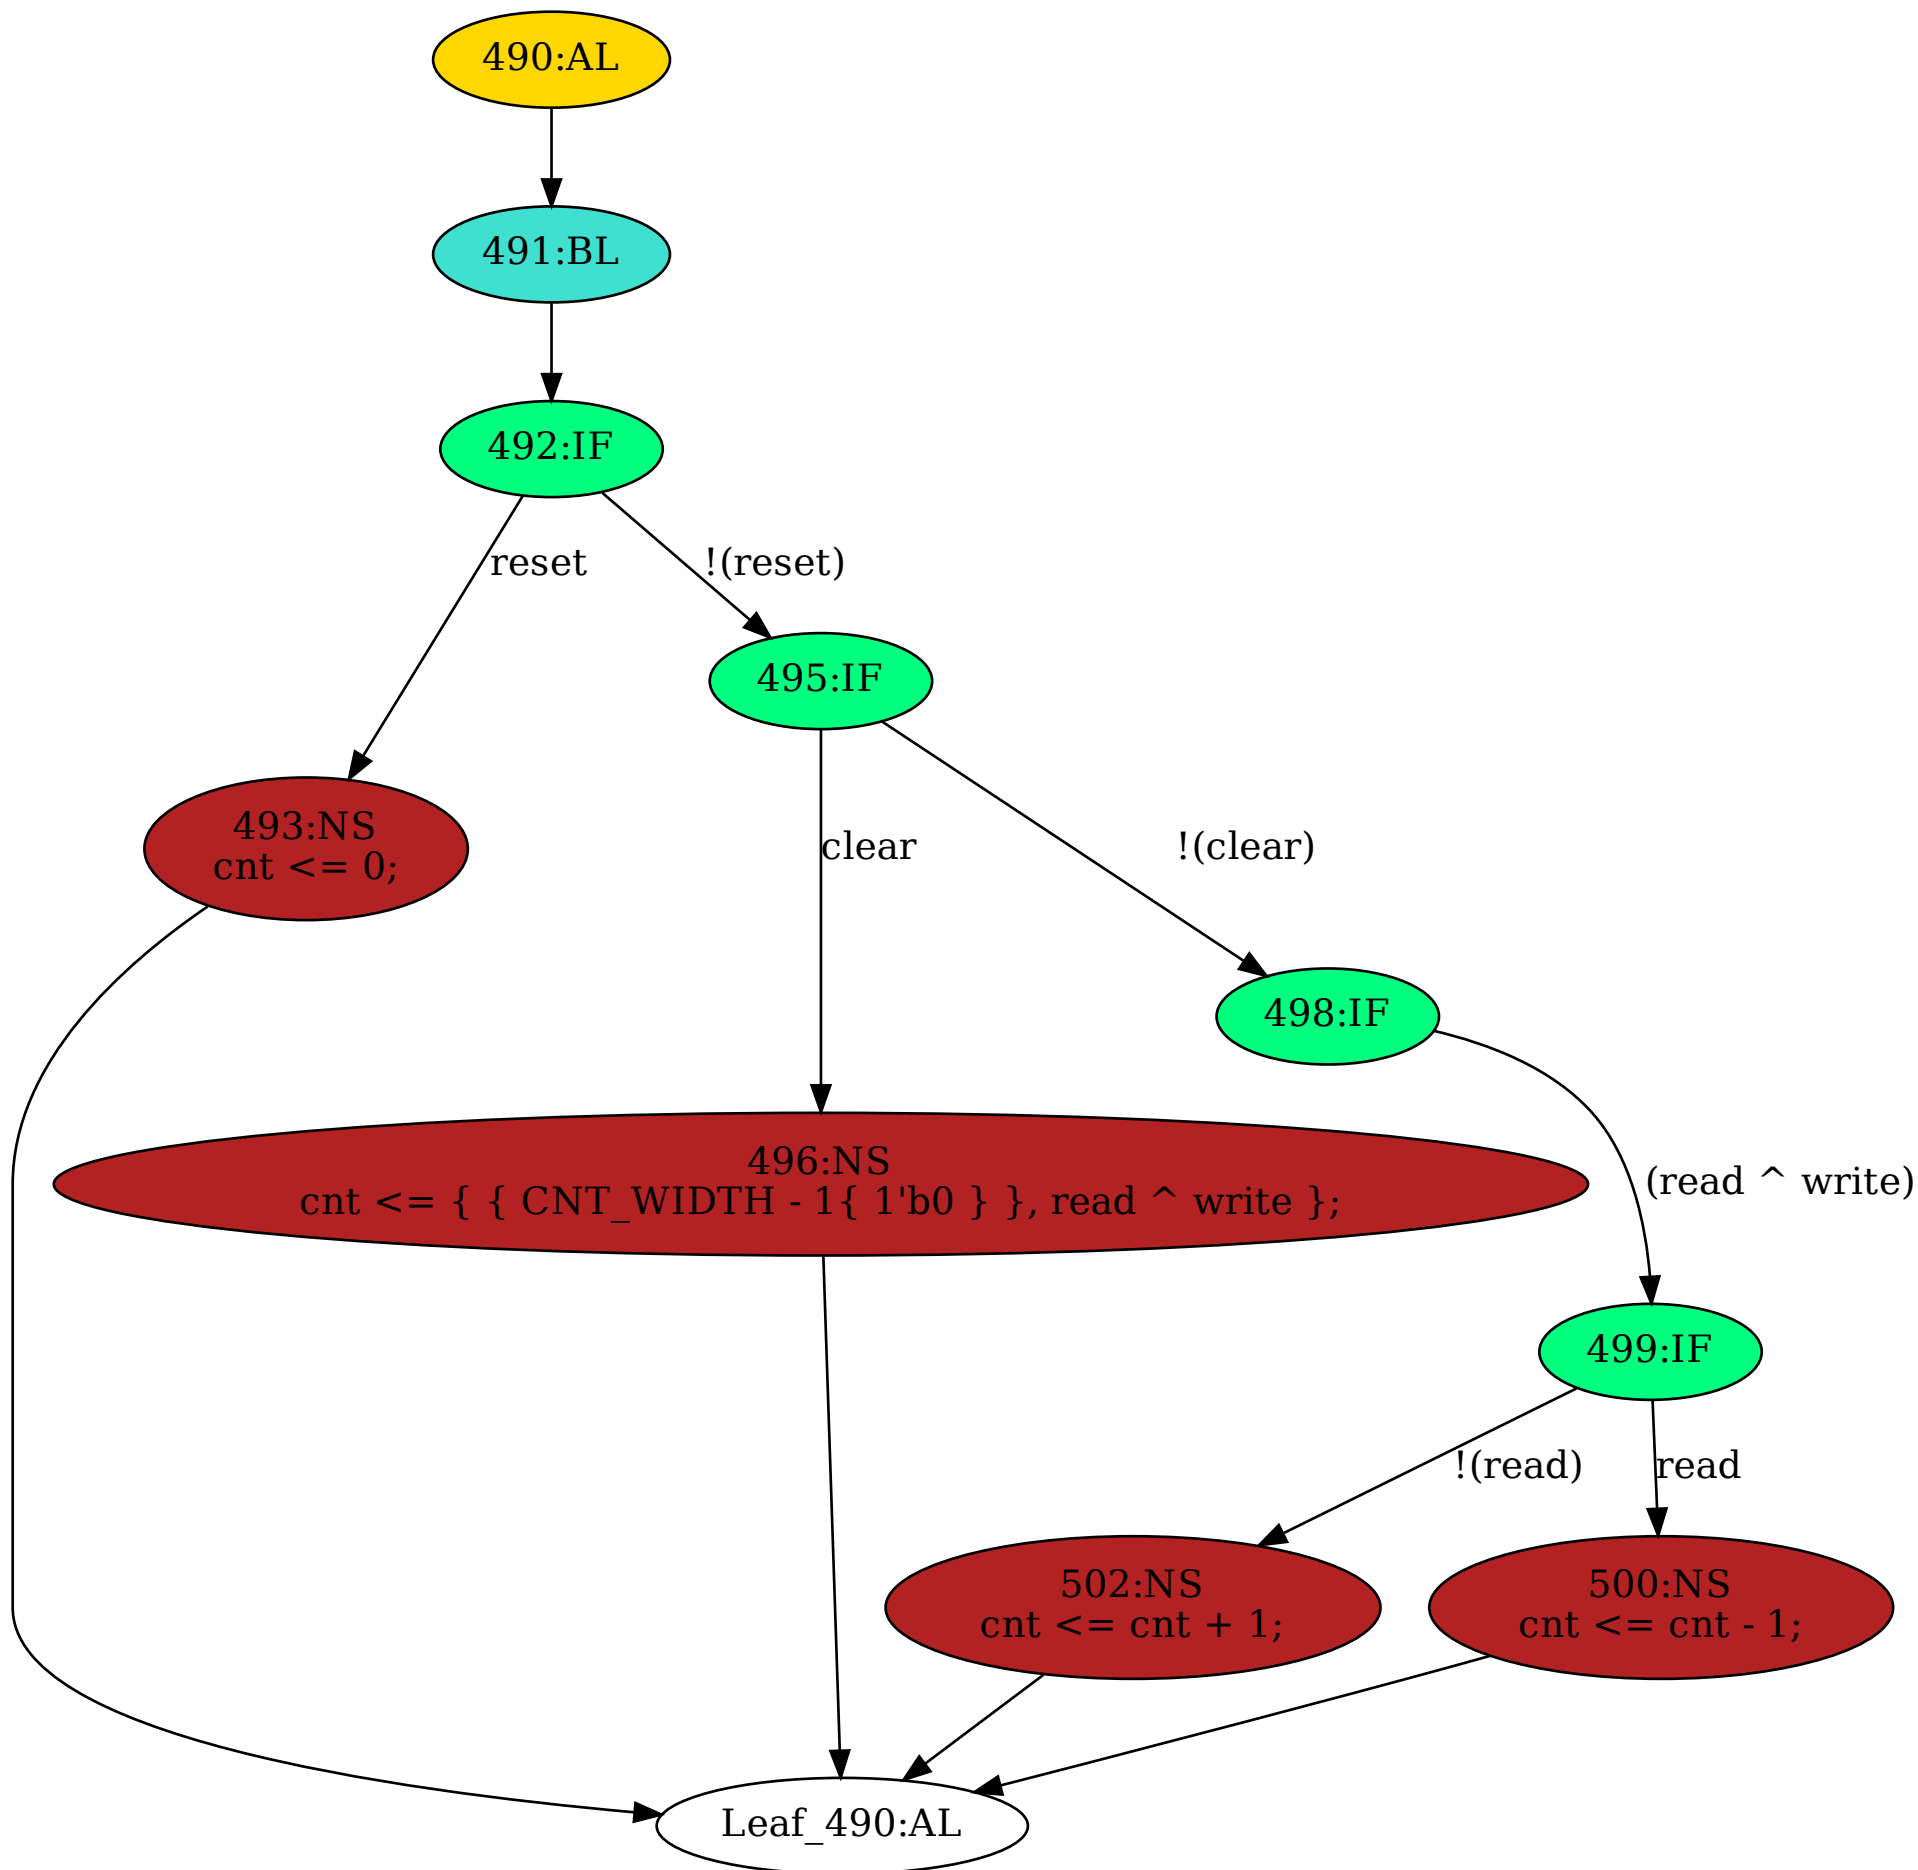 490:AL
491:BL
492:IF
reset
!(reset)
495:IF
493:NS
cnt <= 0;
clear
!(clear)
498:IF
496:NS
cnt <= { { CNT_WIDTH - 1{ 1'b0 } }, read ^ write };
(read ^ write)
499:IF
!(read)
read
502:NS
cnt <= cnt + 1;
500:NS
cnt <= cnt - 1;
Leaf_490:AL